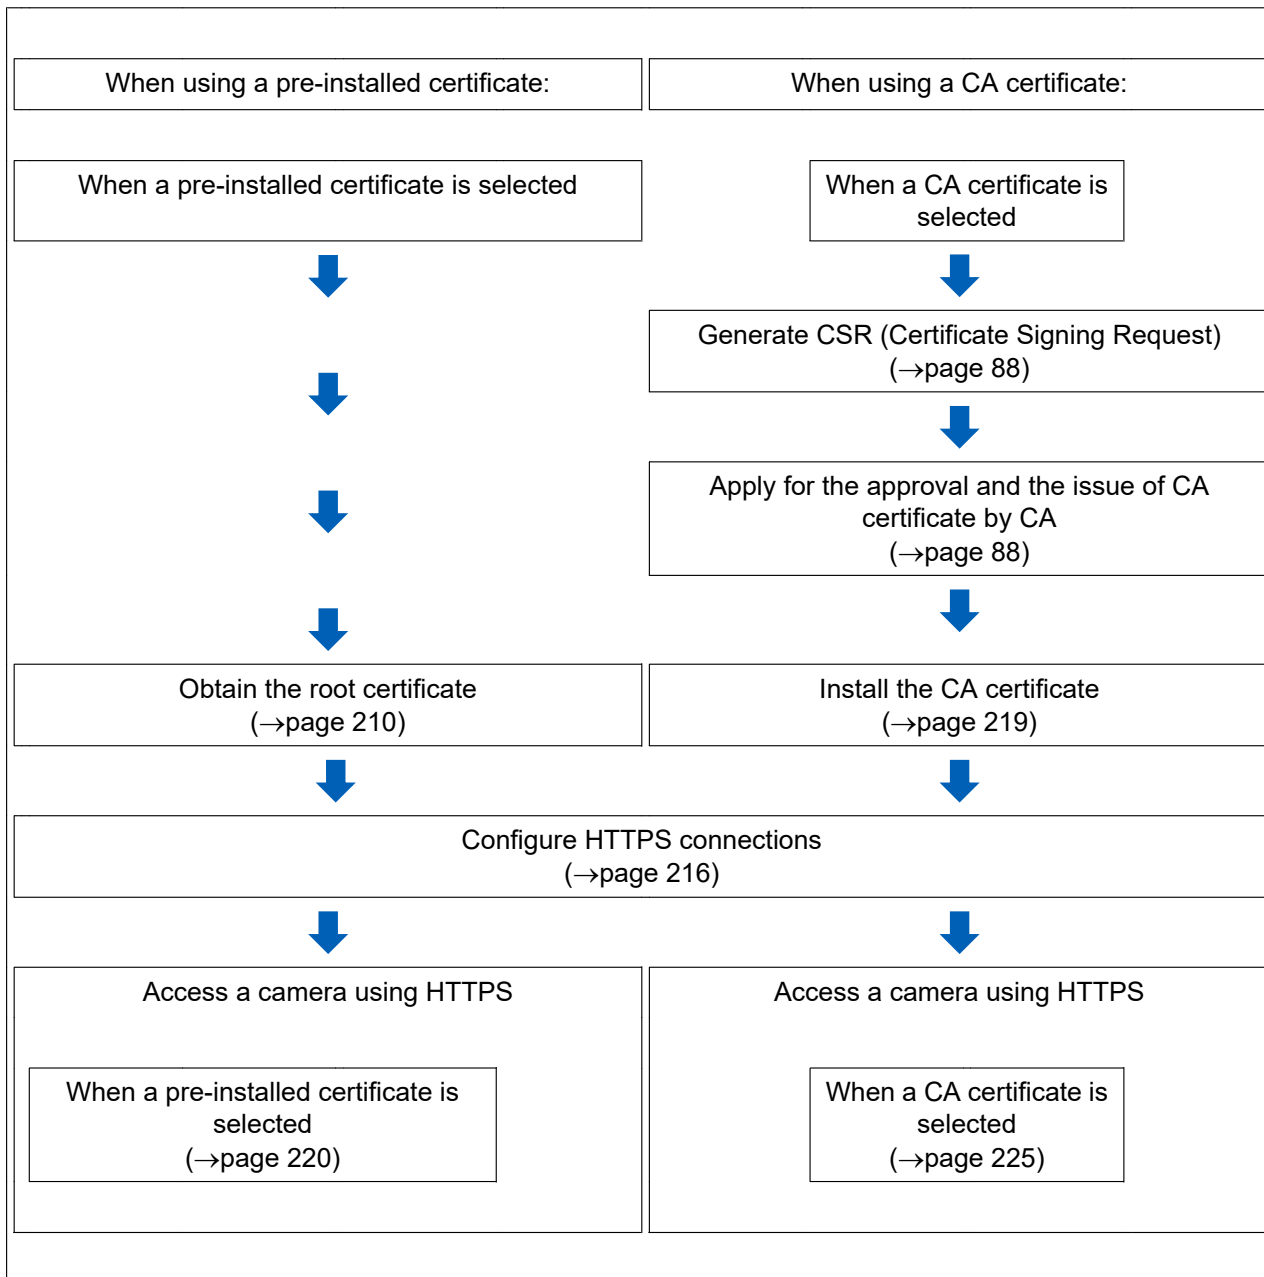 When using a pre-installed certificate:
When using a CA certificate:
When a pre-installed certificate is selected
When a CA certificate is
selected
Generate CSR (Certificate Signing Request)
(→page 88)
Apply for the approval and the issue of CA
certificate by CA
(→page 88)
Obtain the root certificate
(→page 210)
Install the CA certificate
(→page 219)
Configure HTTPS connections
(→page 216)
Access a camera using HTTPS
When a pre-installed certificate is
selected
(→page 220)
Access a camera using HTTPS
When a CA certificate is
selected
(→page 225)